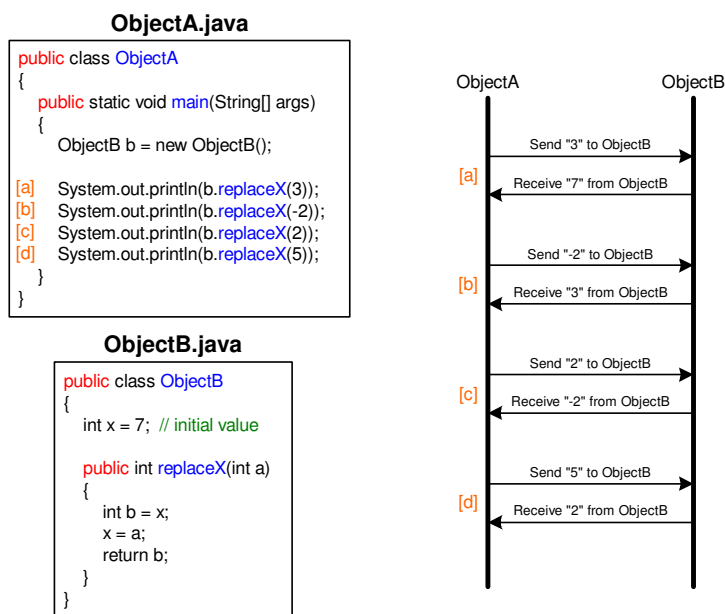 ObjectA.java
public class ObjectA
{
public static void main(String[] args)
{
ObjectB b = new ObjectB();
[a] System.out.println(b.replaceX(3));
[b] System.out.println(b.replaceX(-2));
[c] System.out.println(b.replaceX(2));
[d] System.out.println(b.replaceX(5));
}
}
ObjectB.java
public class ObjectB
{
int x = 7; // initial value
public int replaceX(int a)
{
int b = x;
x = a;
return b;
}
}
ObjectA ObjectB
Send "3" to ObjectB
[a]
Receive "7" from ObjectB
Send "-2" to ObjectB
[b]
Receive "3" from ObjectB
Send "2" to ObjectB
[c]
Receive "-2" from ObjectB
Send "5" to ObjectB
[d]
Receive "2" from ObjectB